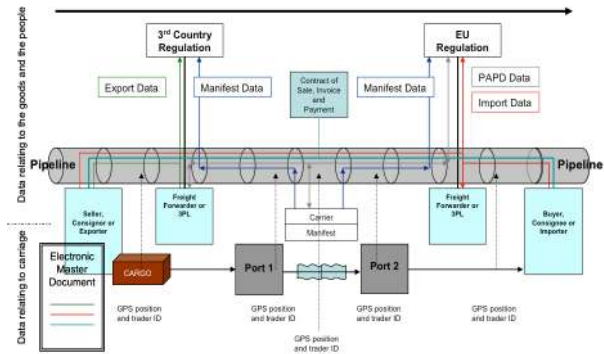 Data relating to the goods and the people
3rd Country
Regulation
EU
Regulation
Export Data
Manifest Data
Contract of
Sale, Invoice
and
Payment
Manifest Data
PAPD Data
Import Data
Pipeline
Pipeline
Seller,
Consignor or
Exporter
Freight
Forwarder or
3PL
Carrier
Manifest
Freight
Forwarder or
3PL
Buyer,
Consignee or
Importer
Data relating to carriage
Electronic
Master
Document
CARGO
Port 1
Port 2
GPS position
and trader ID
GPS position
and trader ID
GPS position
and trader ID
GPS position
and trader ID
GPS position
and trader ID